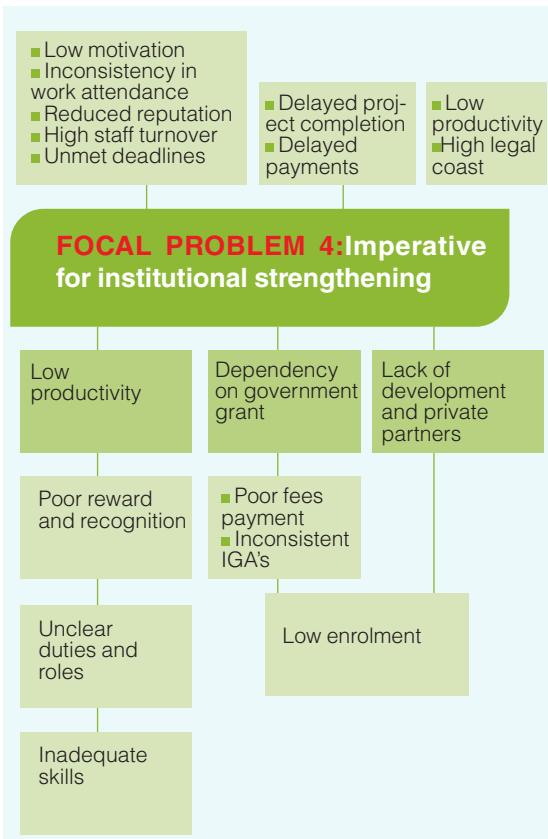 Low motivation
Inconsistency in
work attendance
Reduced reputation
High staff turnover
Unmet deadlines
Delayed proj-
ect completion
Delayed
payments
Low
productivity
High legal
coast
FOCAL PROBLEM 4:Imperative
for institutional strengthening
Low
productivity
Dependency
on government
grant
Lack of
development
and private
partners
Poor reward
and recognition
Poor fees
payment
Inconsistent
IGA's
Unclear
duties and
roles
Low enrolment
Inadequate
skills